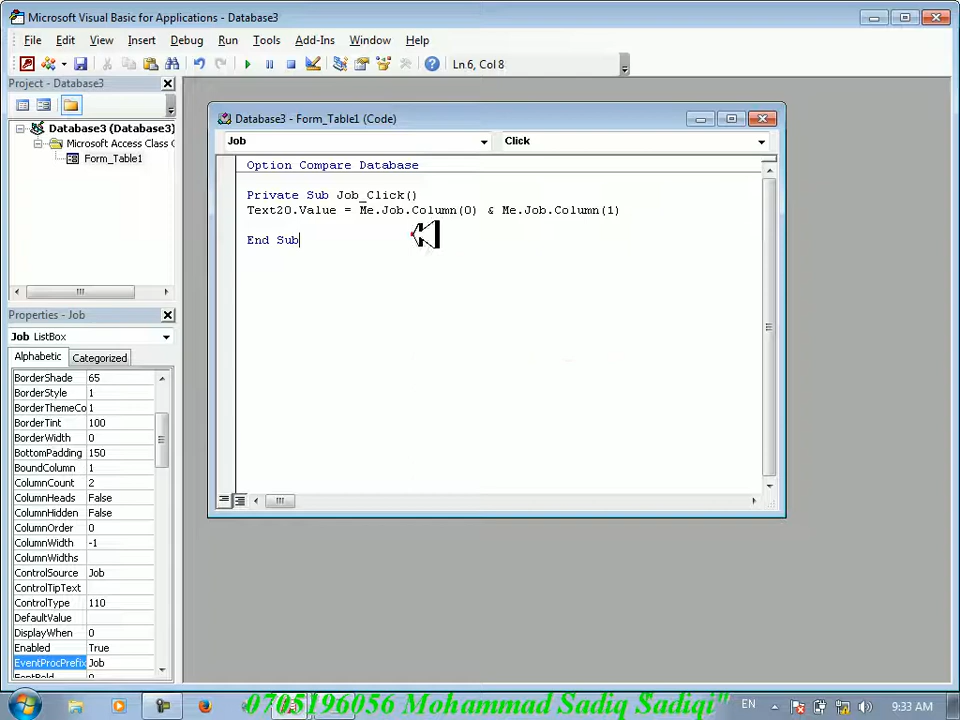 Microsoft Visual Basic for Applications - Database3
File Edit View Insert Debug Run Tools Add-Ins Window Help
Ln 6, Col 8
Project - Database3
Database3 (Database3)
Microsoft Access Class
Form_Table1
Database3 - Form_Table1 (Code)
Job
Click
Option Compare Database
Private Sub Job_Click()
Text20.Value = Me.Job.Column(0) & Me.Job.Column(1)
End Sub
Properties - Job
Job ListBox
Alphabetic Categorized
BorderShade 65
BorderStyle 1
BorderThemeCo 1
BorderTint 100
BorderWidth 0
BottomPadding 150
BoundColumn 1
ColumnCount 2
ColumnHeads False
ColumnHidden False
ColumnOrder 0
ColumnWidth -1
ColumnWidths
ControlSource Job
ControlTipText
ControlType 110
DefaultValue
DisplayWhen 0
Enabled True
EventProcPrefix Job
0705196056 Mohammad Sadiq Sadiqi"
EN
9:33 AM